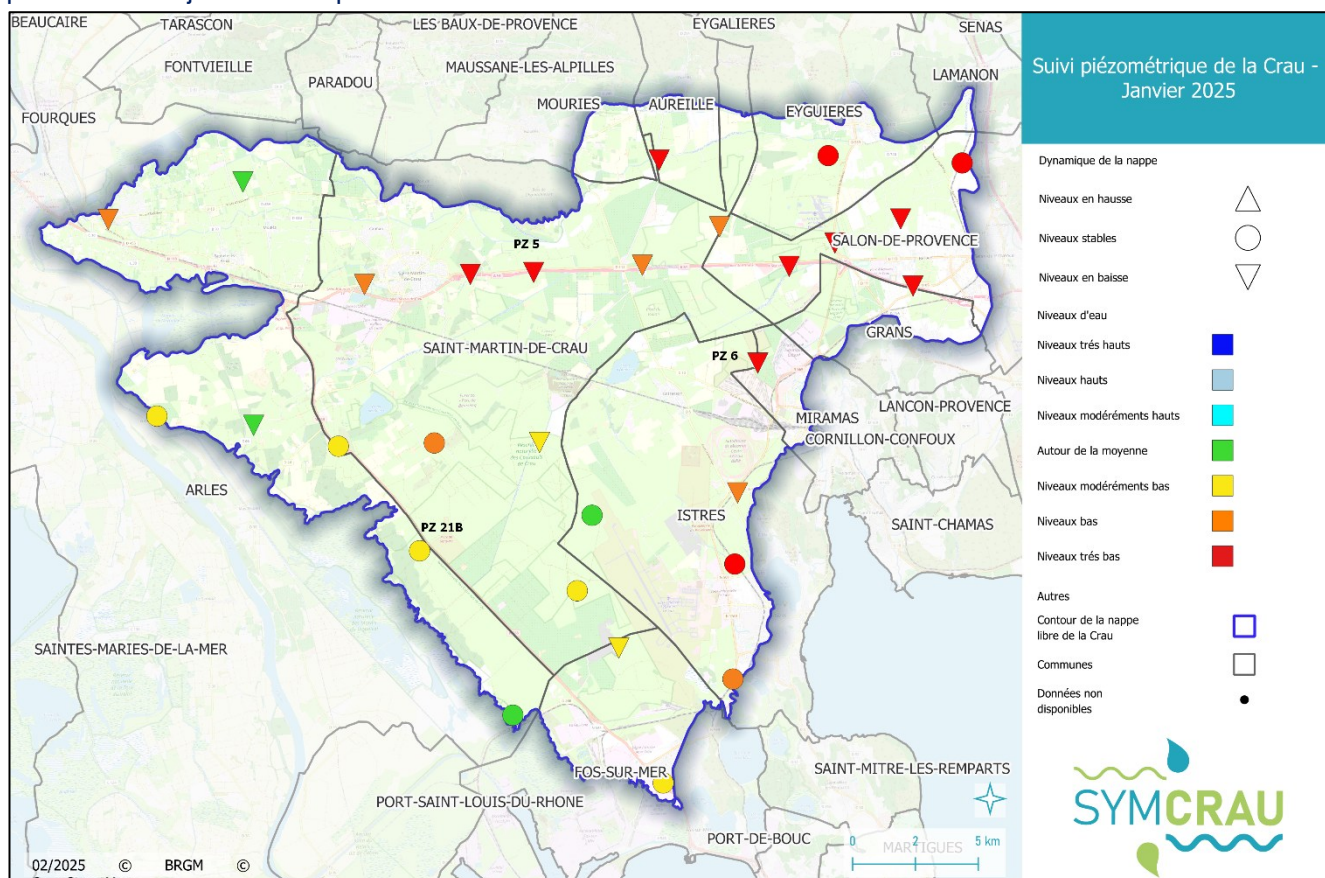 BEAUCAIRE
TARASCON
LES BAUX-DE-PROVENCE
EYGALIERES
SENAS
FONTVIEILLE
PARADOU
MAUSSANE-LES-ALPILLES
LAMANON
MOURIES
AUREILLE
EYGUIERES
FOURQUES
PZ 5
SALON-DE-PROVENCE
SAINT-MARTIN-DE-CRAU
PZ 6
GRANS
MIRAMAS
LANCON-PROVENCE
CORNILLON-CONFOUX
ARLES
PZ 21B
ISTRES
SAINT-CHAMAS
SAINTES-MARIES-DE-LA-MER
FOS-SUR-MER
SAINT-MITRE-LES-REMPARTS
PORT-SAINT-LOUIS-DU-RHONE
PORT-DE-BOUC
MARTIGUES
0 2 5 km
02/2025 © BRGM ©
Suivi piézométrique de la Crau -
Janvier 2025
Dynamique de la nappe
Niveaux en hausse
Niveaux stables
Niveaux en baisse
Niveaux d'eau
Niveaux trés hauts
Niveaux hauts
Niveaux modéréments hauts
Autour de la moyenne
Niveaux modéréments bas
Niveaux bas
Niveaux trés bas
Autres
Contour de la nappe
libre de la Crau
Communes
Données non
disponibles
SYMCRAU